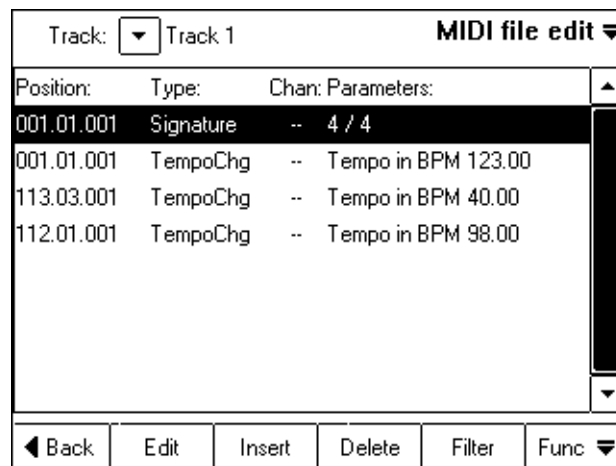 Track: Track 1 MIDI file edit
Position: Type: Chan: Parameters:
001.01.001 Signature -- 4 / 4
001.01.001 TempoChg -- Tempo in BPM 123.00
113.03.001 TempoChg -- Tempo in BPM 40.00
112.01.001 TempoChg -- Tempo in BPM 98.00
Back Edit Insert Delete Filter Func